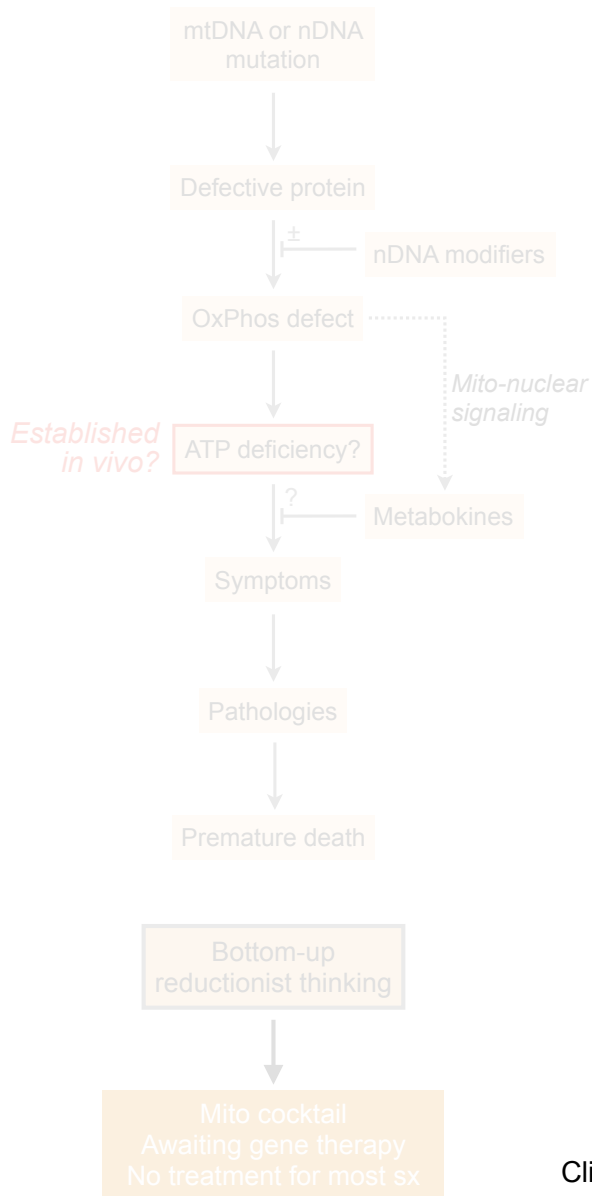 mtDNA or nDNA
mutation
Defective protein
±
nDNA modifiers
OxPhos defect
Mito-nuclear
signaling
Established
in vivo?
ATP deficiency?
?
Metabokines
Symptoms
Pathologies
Premature death
Bottom-up
reductionist thinking
Mito cocktail
Awaiting gene therapy
No treatment for most sx
Cli